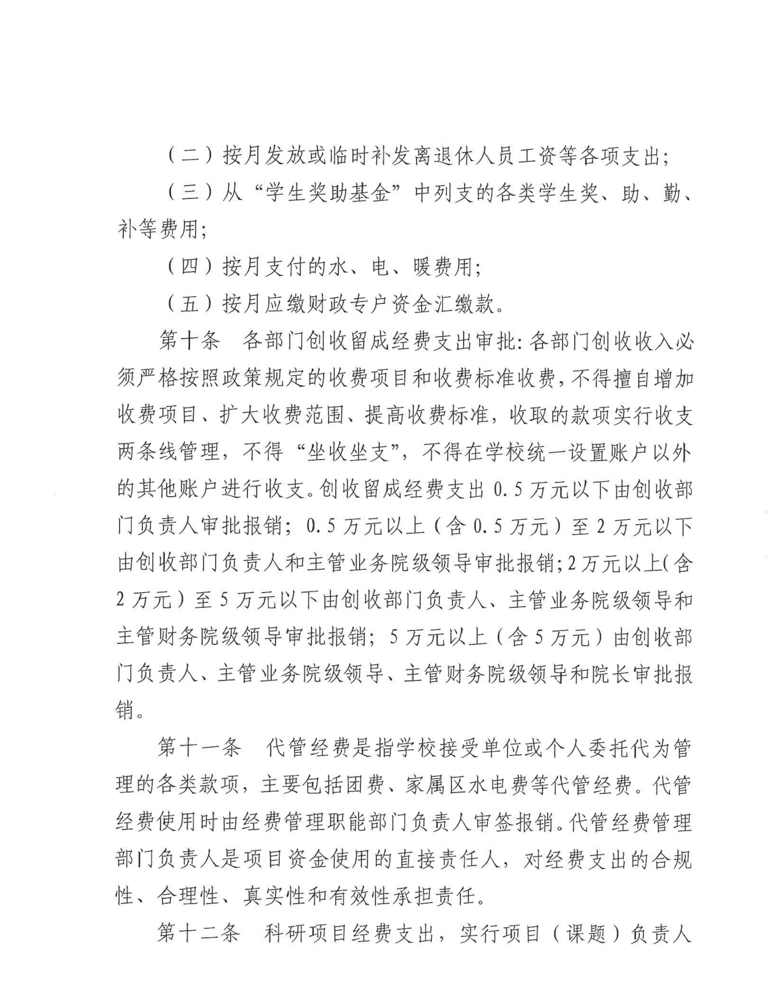 （二）按月发放或临时补发离退休人员工资等各项支出；
（三）从“学生奖助基金”中列支的各类学生奖、助、勤、
补等费用；
（四）按月支付的水、电、暖费用；
（五）按月应缴财政专户资金汇缴款。
第十条　各部门创收留成经费支出审批：各部门创收收入必
须严格按照政策规定的收费项目和收费标准收费，不得擅自增加
收费项目、扩大收费范围、提高收费标准，收取的款项实行收支
两条线管理，不得“坐收坐支”，不得在学校统一设置账户以外
的其他账户进行收支。创收留成经费支出 0.5 万元以下由创收部
门负责人审批报销；0.5 万元以上（含 0.5 万元）至 2 万元以下
由创收部门负责人和主管业务院级领导审批报销；2 万元以上（含
2 万元）至 5 万元以下由创收部门负责人、主管业务院级领导和
主管财务院级领导审批报销；5 万元以上（含 5 万元）由创收部
门负责人、主管业务院级领导、主管财务院级领导和院长审批报
销。
第十一条　代管经费是指学校接受单位或个人委托代为管
理的各类款项，主要包括团费、家属区水电费等代管经费。代管
经费使用时由经费管理职能部门负责人审签报销。代管经费管理
部门负责人是项目资金使用的直接责任人，对经费支出的合规
性、合理性、真实性和有效性承担责任。
第十二条　科研项目经费支出，实行项目（课题）负责人